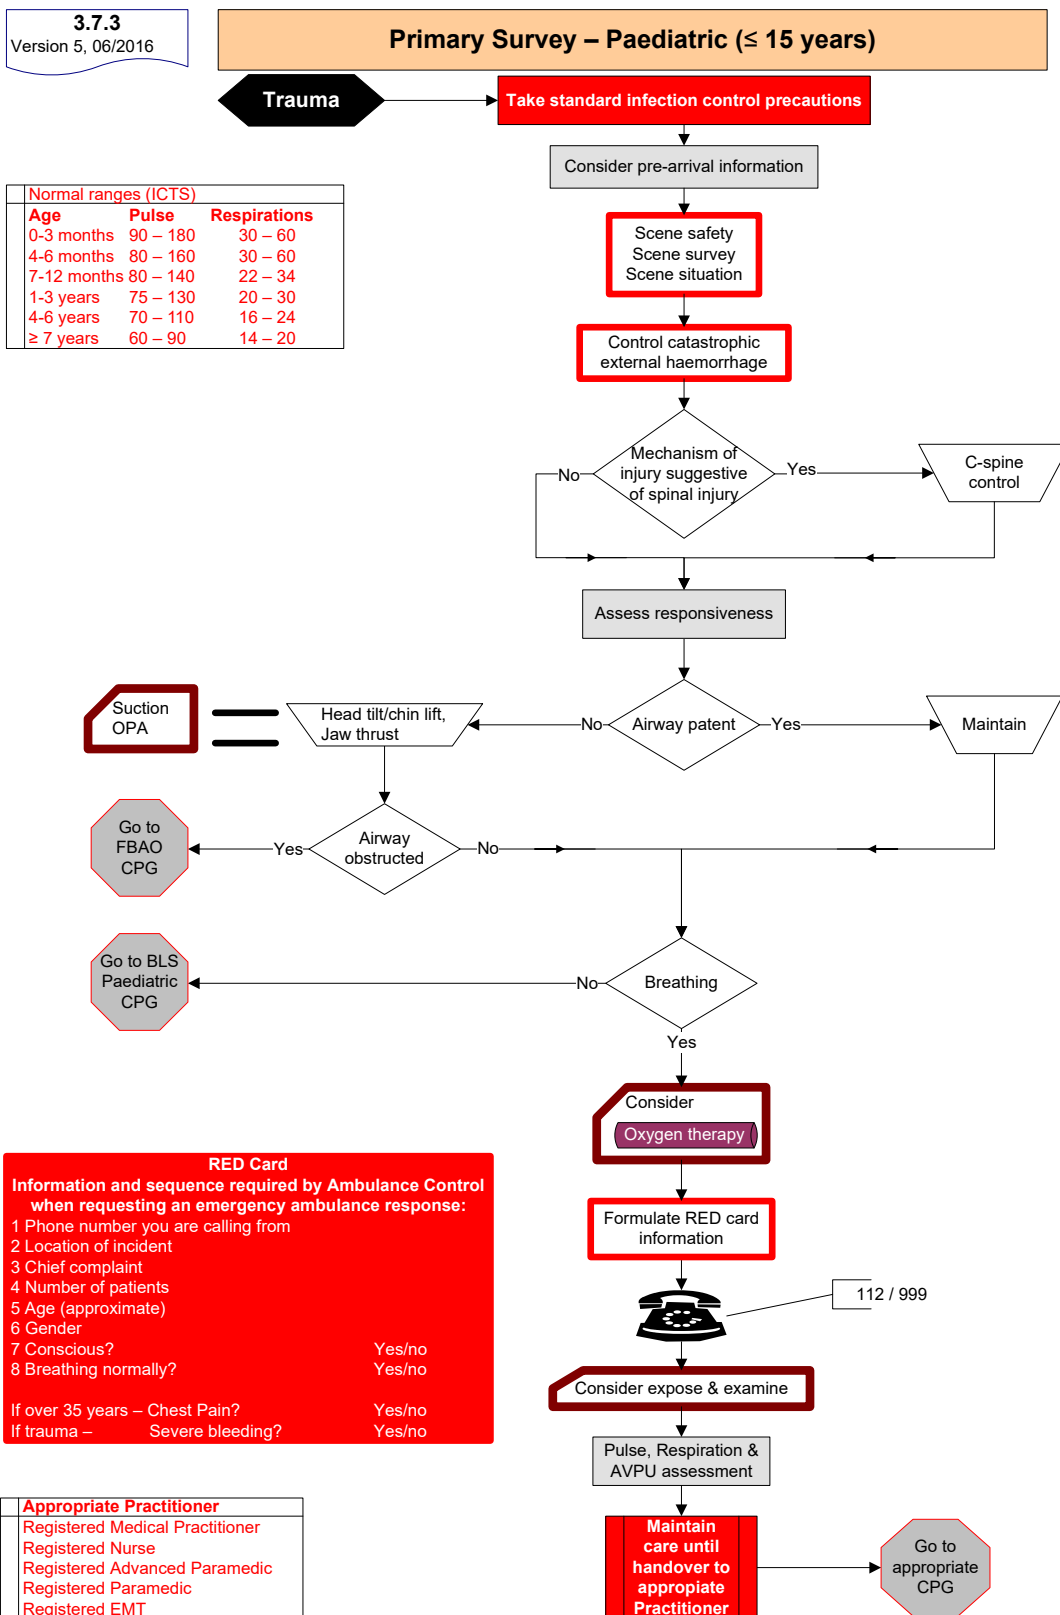 3.7.3
Version 5, 06/2016
Primary Survey – Paediatric (≤ 15 years)
Trauma
Take standard infection control precautions
Consider pre-arrival information
Normal ranges (ICTS)
Age Pulse Respirations
0-3 months 90 – 180 30 – 60
4-6 months 80 – 160 30 – 60
7-12 months 80 – 140 22 – 34
1-3 years 75 – 130 20 – 30
4-6 years 70 – 110 16 – 24
≥ 7 years 60 – 90 14 – 20
Scene safety
Scene survey
Scene situation
Control catastrophic
external haemorrhage
Mechanism of
injury suggestive
of spinal injury
No
Yes
C-spine
control
Assess responsiveness
Suction
OPA
Head tilt/chin lift,
Jaw thrust
No
Airway patent
Yes
Maintain
Go to
FBAO
CPG
Yes
Airway
obstructed
No
Go to BLS
Paediatric
CPG
No
Breathing
Yes
Consider
Oxygen therapy
RED Card
Information and sequence required by Ambulance Control
when requesting an emergency ambulance response:
1 Phone number you are calling from
2 Location of incident
3 Chief complaint
4 Number of patients
5 Age (approximate)
6 Gender
7 Conscious? Yes/no
8 Breathing normally? Yes/no
If over 35 years – Chest Pain? Yes/no
If trauma – Severe bleeding? Yes/no
Formulate RED card
information
112 / 999
Consider expose & examine
Pulse, Respiration &
AVPU assessment
Appropriate Practitioner
Registered Medical Practitioner
Registered Nurse
Registered Advanced Paramedic
Registered Paramedic
Registered EMT
Maintain
care until
handover to
appropiate
Practitioner
Go to
appropriate
CPG